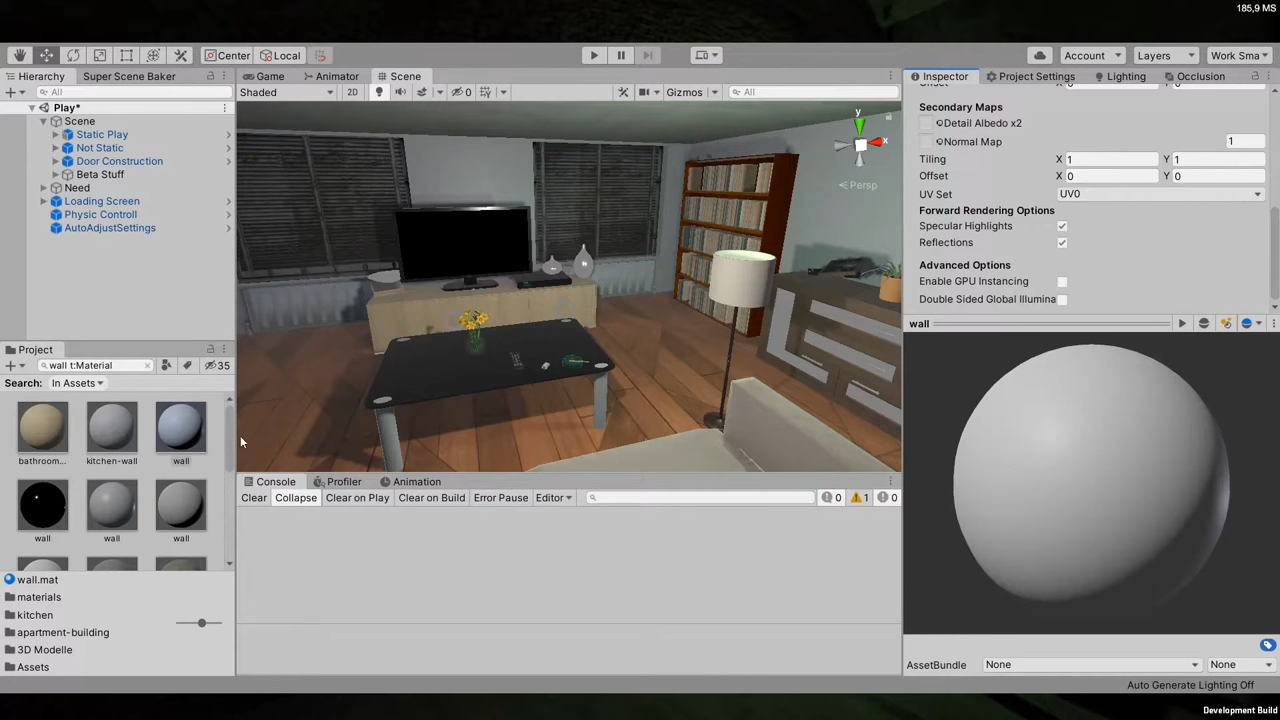 185,9 MS
Center Local Account Layers Work Sma
Hierarchy Super Scene Baker Game Animator Scene Inspector Project Settings Lighting Occlusion
All Shaded 2D 0 Gizmos All
Play*
Scene
Static Play
Not Static
Door Construction
Beta Stuff
Need
Loading Screen
Physic Controll
AutoAdjustSettings
y
x
Persp
Secondary Maps
Detail Albedo x2
Normal Map 1
Tiling X 1 Y 1
Offset X 0 Y 0
UV Set UV0
Forward Rendering Options
Specular Highlights
Reflections
Advanced Options
Enable GPU Instancing
Double Sided Global Illumina
wall
Project
wall t:Material 35
Search: In Assets
bathroom... kitchen-wall wall
wall wall wall
wall.mat
materials
kitchen
apartment-building
3D Modelle
Assets
Console Profiler Animation
Clear Collapse Clear on Play Clear on Build Error Pause Editor 0 1 0
AssetBundle None None
Auto Generate Lighting Off
Development Build